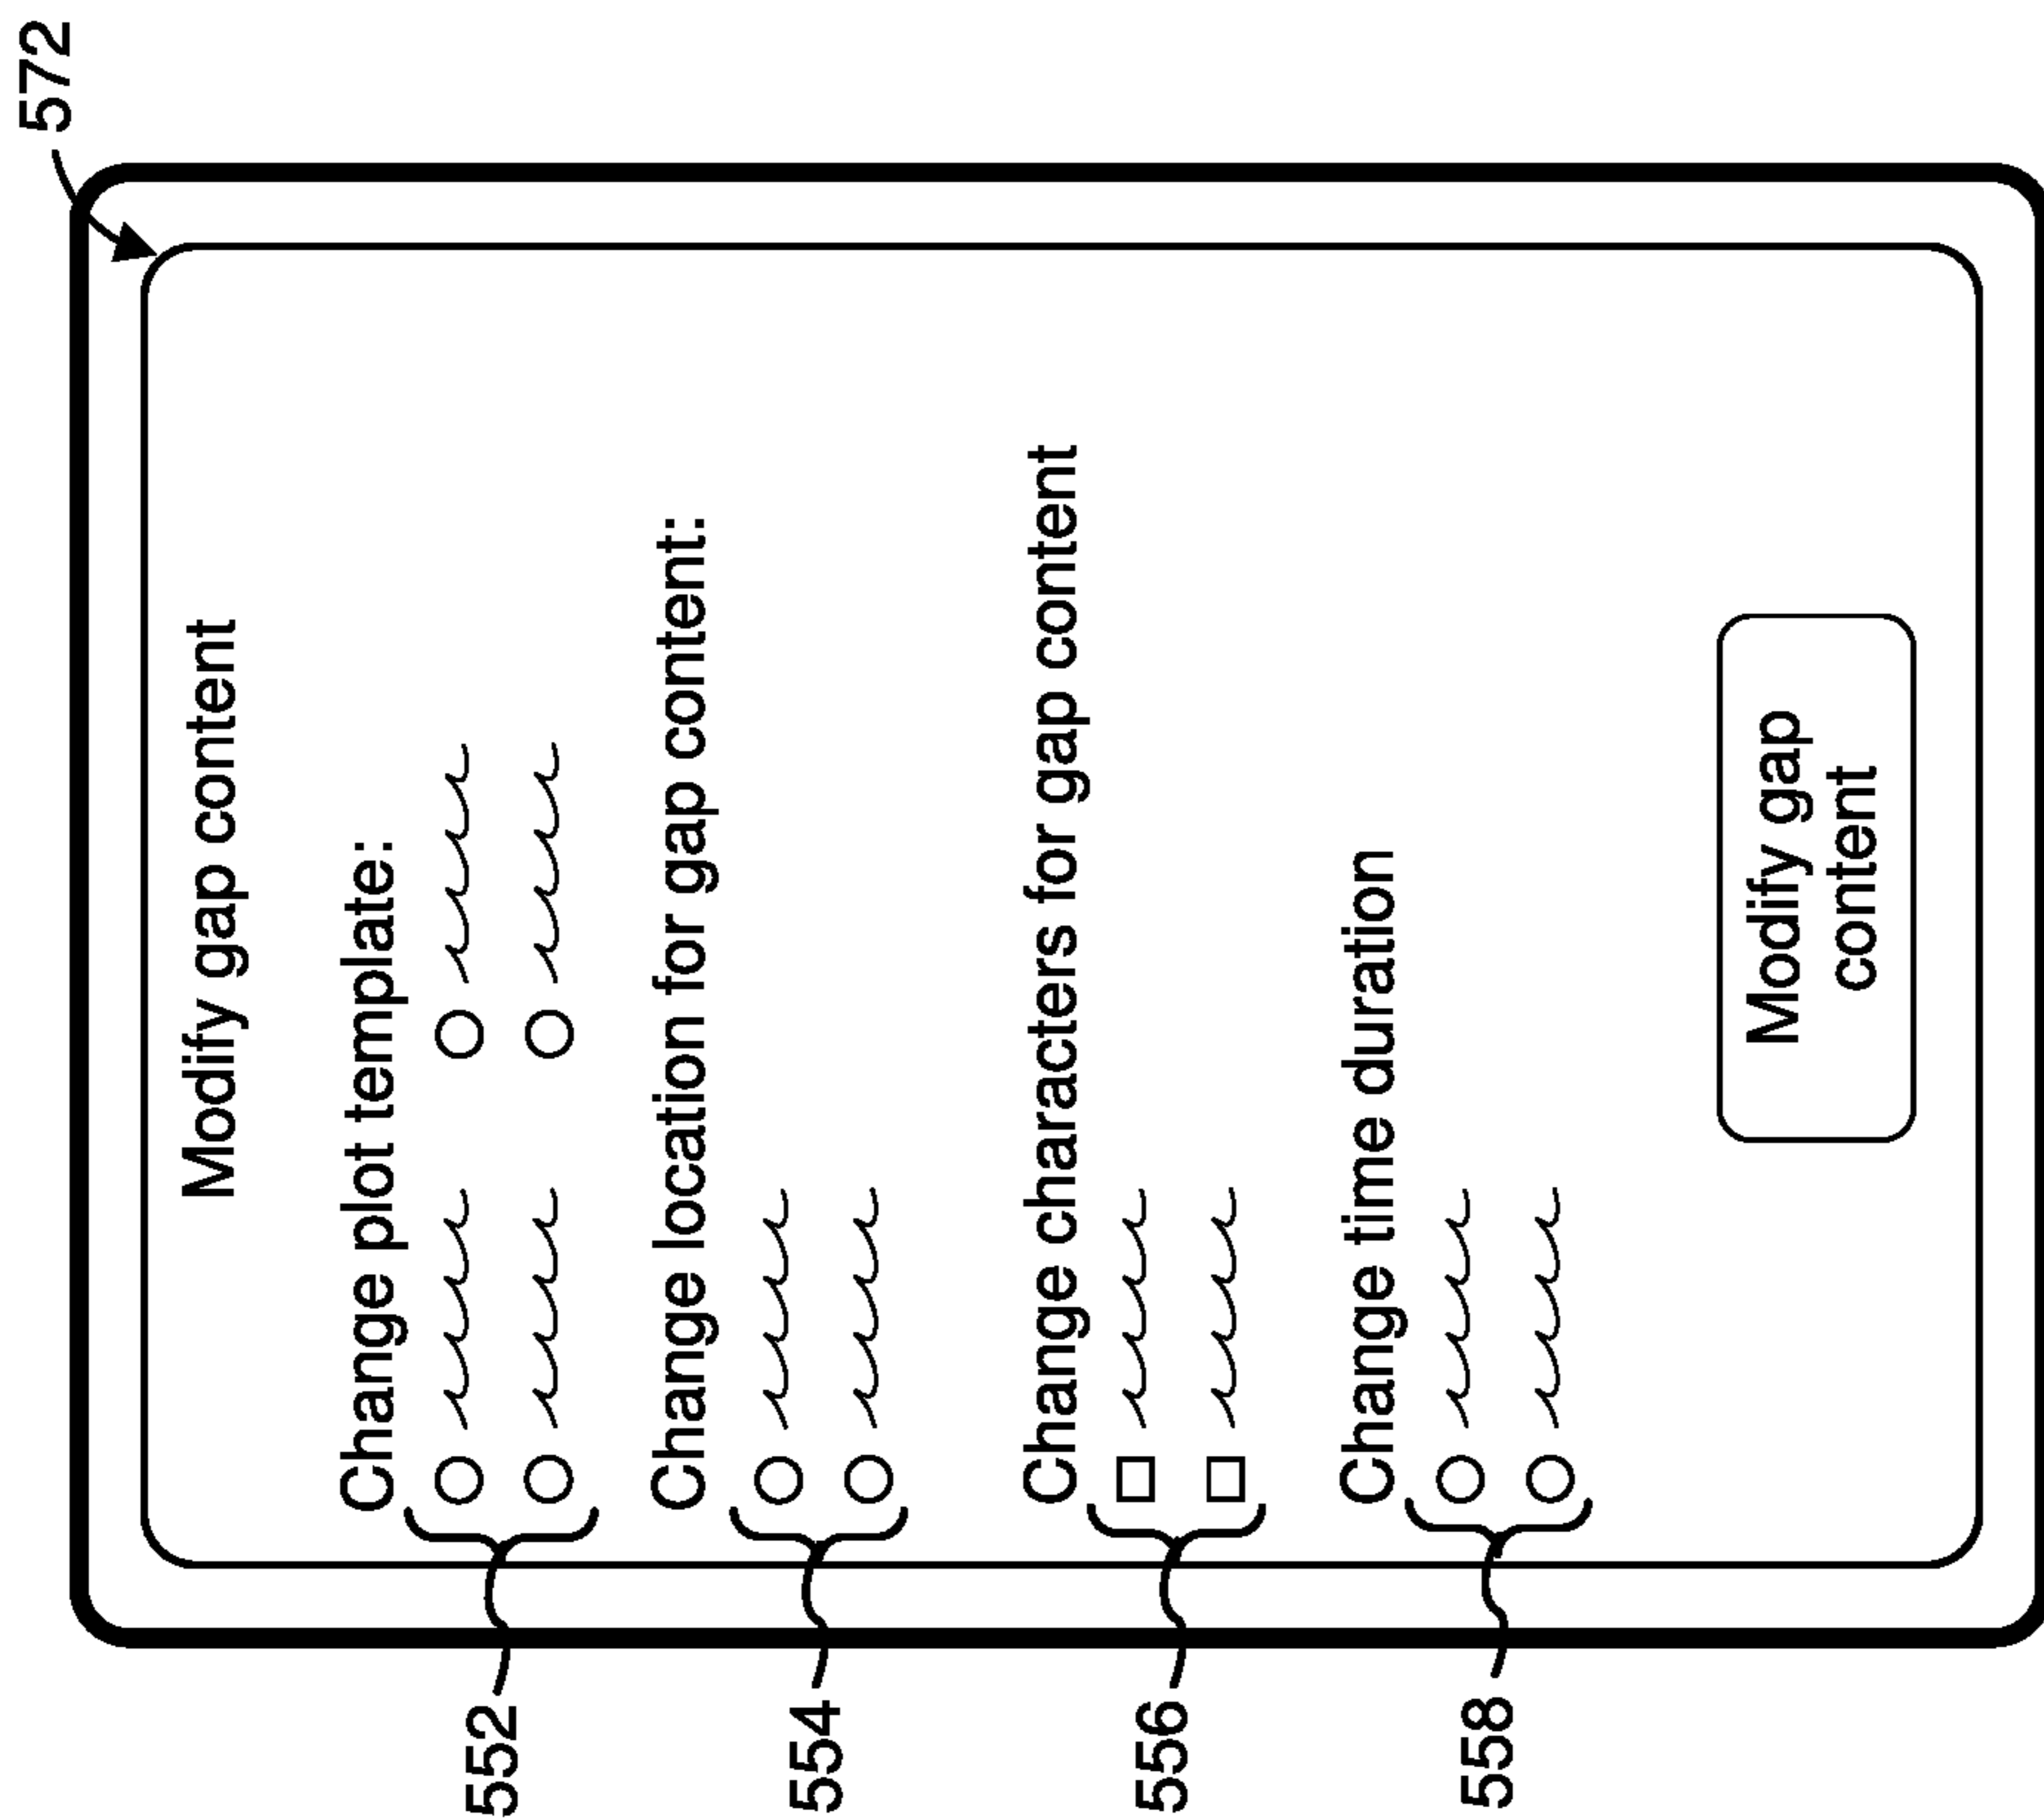 572
Modify gap content
Change plot template:
552
Change location for gap content:
554
Change characters for gap content
556
Change time duration
558
Modify gap
content